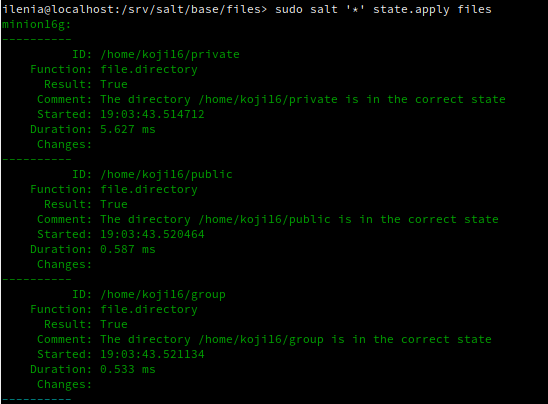 ilenia@localhost:/srv/salt/base/files> sudo salt '*' state.apply files
minion16g:
----------
          ID: /home/koji16/private
    Function: file.directory
      Result: True
     Comment: The directory /home/koji16/private is in the correct state
     Started: 19:03:43.514712
    Duration: 5.627 ms
     Changes:
----------
          ID: /home/koji16/public
    Function: file.directory
      Result: True
     Comment: The directory /home/koji16/public is in the correct state
     Started: 19:03:43.520464
    Duration: 0.587 ms
     Changes:
----------
          ID: /home/koji16/group
    Function: file.directory
      Result: True
     Comment: The directory /home/koji16/group is in the correct state
     Started: 19:03:43.521134
    Duration: 0.533 ms
     Changes:
----------